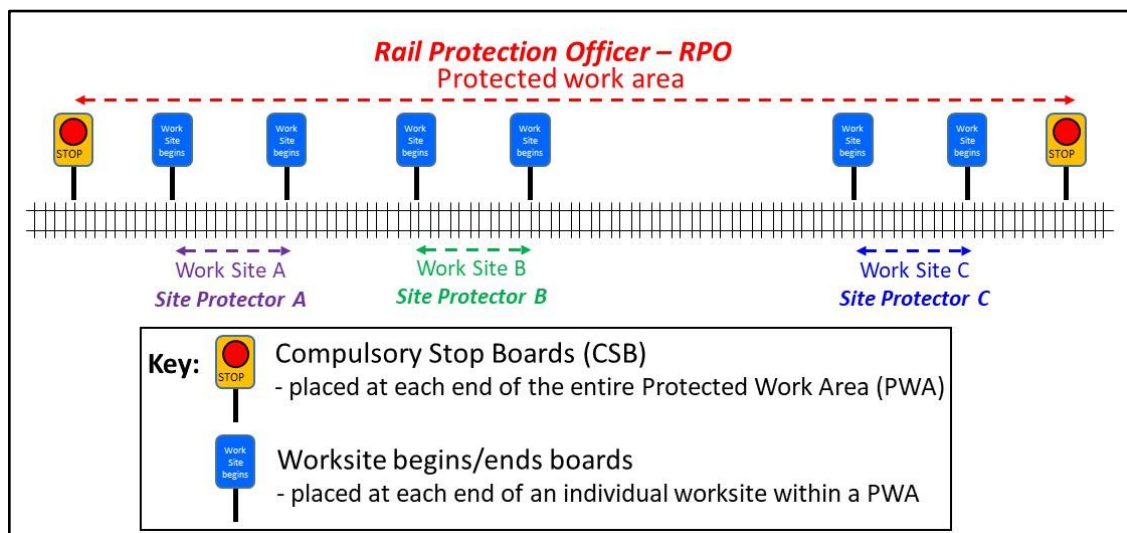 Rail Protection Officer – RPO
Protected work area
STOP
Work
Site
begins
Work
Site
begins
Work
Site
begins
Work
Site
begins
Work
Site
begins
Work
Site
begins
STOP
Work Site A
Site Protector A
Work Site B
Site Protector B
Work Site C
Site Protector C
Key:
STOP
Compulsory Stop Boards (CSB)
- placed at each end of the entire Protected Work Area (PWA)
Work
Site
begins
Worksite begins/ends boards
- placed at each end of an individual worksite within a PWA